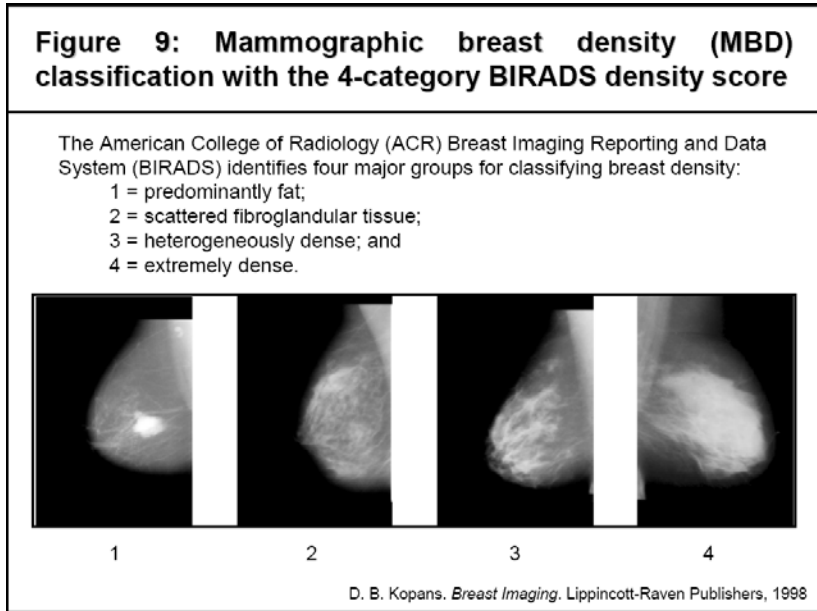 Figure 9: Mammographic breast density (MBD)
classification with the 4-category BIRADS density score
The American College of Radiology (ACR) Breast Imaging Reporting and Data
System (BIRADS) identifies four major groups for classifying breast density:
1 = predominantly fat;
2 = scattered fibroglandular tissue;
3 = heterogeneously dense; and
4 = extremely dense.
1 2 3 4
D. B. Kopans. Breast Imaging. Lippincott-Raven Publishers, 1998